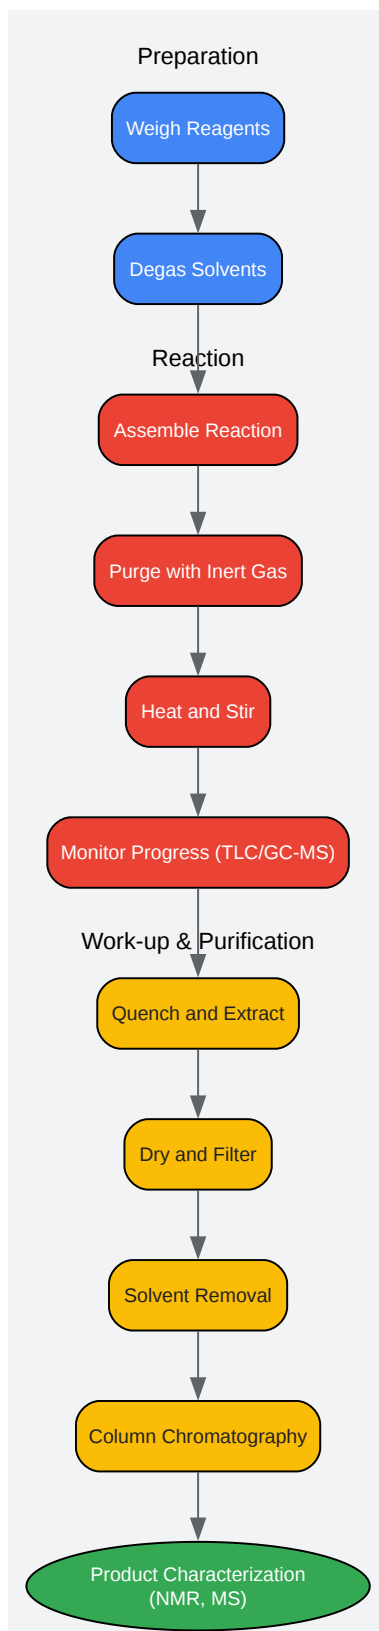 Preparation
Weigh Reagents
Degas Solvents
Reaction
Assemble Reaction
Purge with Inert Gas
Heat and Stir
Monitor Progress (TLC/GC-MS)
Work-up & Purification
Quench and Extract
Dry and Filter
Solvent Removal
Column Chromatography
Product Characterization
(NMR, MS)